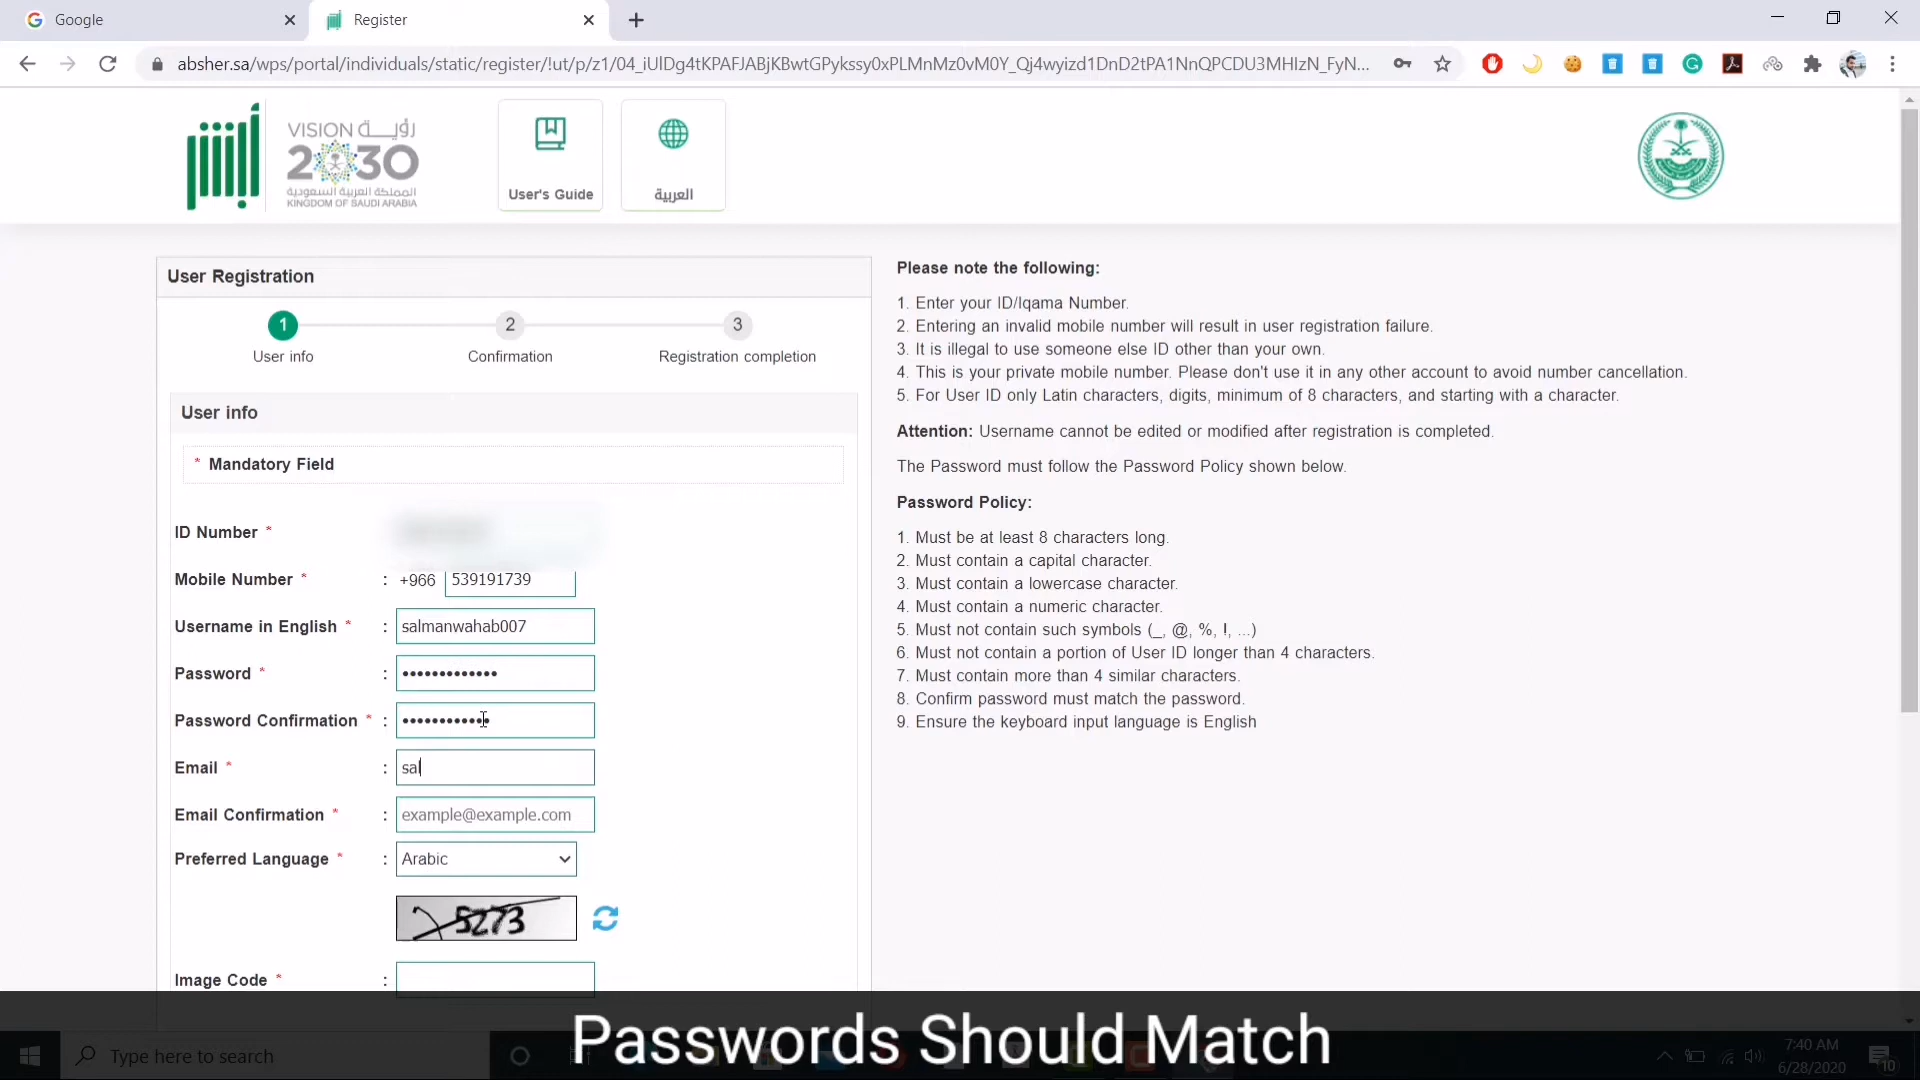 Google
Register
absher.sa/wps/portal/individuals/static/register/!ut/p/z1/04_iUlDg4tKPAFJABjKBwtGPykssy0xPLMnMz0vM0Y_Qj4wyizd1DnD2tPA1NnQPCDU3MHIzN_FyN...
أبشر
VISION رؤية
2030
المملكة العربية السعودية
KINGDOM OF SAUDI ARABIA
User's Guide
العربية
User Registration
1
2
3
User info
Confirmation
Registration completion
User info
* Mandatory Field
ID Number *
Mobile Number * : +966 539191739
Username in English * : salmanwahab007
Password * : •••••••••••••
Password Confirmation * : ••••••••••••
Email * : sal
Email Confirmation * : example@example.com
Preferred Language * : Arabic
5273
Image Code * :
Please note the following:
1. Enter your ID/Iqama Number.
2. Entering an invalid mobile number will result in user registration failure.
3. It is illegal to use someone else ID other than your own.
4. This is your private mobile number. Please don't use it in any other account to avoid number cancellation.
5. For User ID only Latin characters, digits, minimum of 8 characters, and starting with a character.
Attention: Username cannot be edited or modified after registration is completed.
The Password must follow the Password Policy shown below.
Password Policy:
1. Must be at least 8 characters long.
2. Must contain a capital character.
3. Must contain a lowercase character.
4. Must contain a numeric character.
5. Must not contain such symbols (_, @, %, !, ...)
6. Must not contain a portion of User ID longer than 4 characters.
7. Must contain more than 4 similar characters.
8. Confirm password must match the password.
9. Ensure the keyboard input language is English
Passwords Should Match
Type here to search
7:40 AM
6/28/2020
10